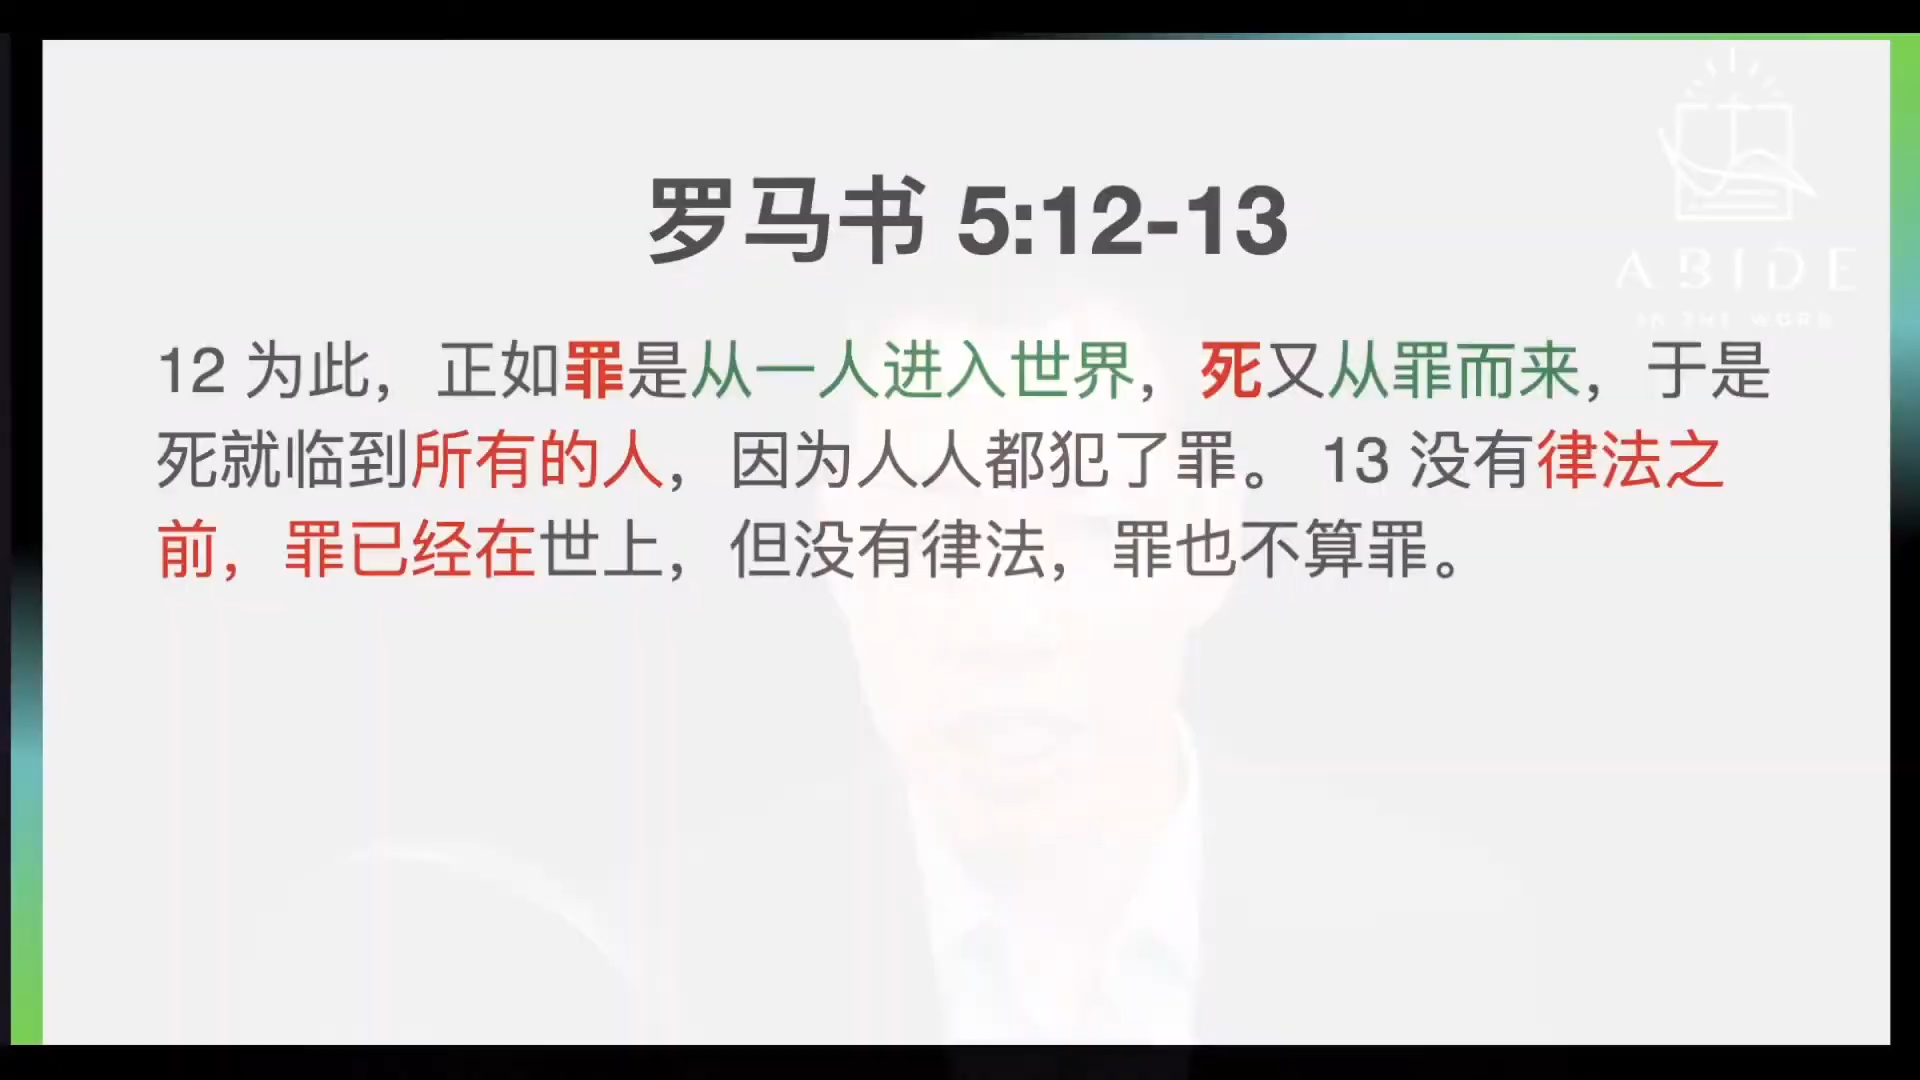 罗马书 5:12-13
12 为此，正如罪是从一人进入世界，死又从罪而来，于是
死就临到所有的人，因为人人都犯了罪。 13 没有律法之
前，罪已经在世上，但没有律法，罪也不算罪。
ABIDE
IN THE WORD